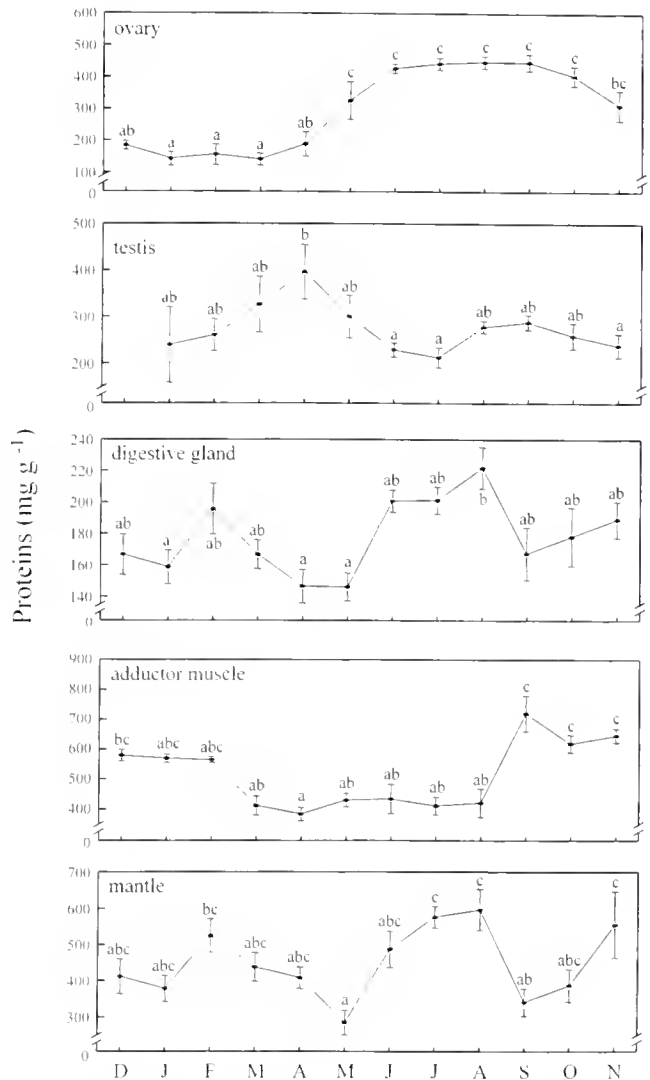 Proteins (mg g⁻¹)
ovary
600
500
400
300
200
100
0
ab a a a ab c c c c c c bc
testis
500
400
300
200
0
ab ab ab b ab a a ab ab ab a
digestive gland
240
220
200
180
160
140
0
ab a ab ab a a ab ab b ab ab ab
adductor muscle
900
800
700
600
500
400
0
bc abc abc ab a ab ab ab ab c c c
mantle
700
600
500
400
300
0
abc abc bc abc abc a abc c c ab abc c
D J F M A M J J A S O N